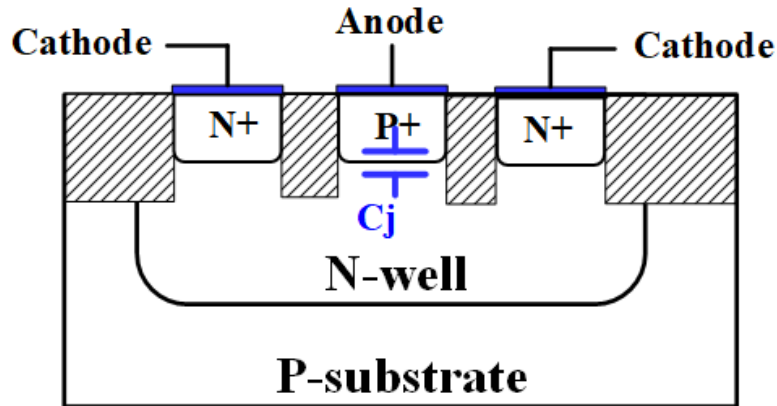 Cathode
Anode
Cathode
N+
P+
N+
Cj
N-well
P-substrate